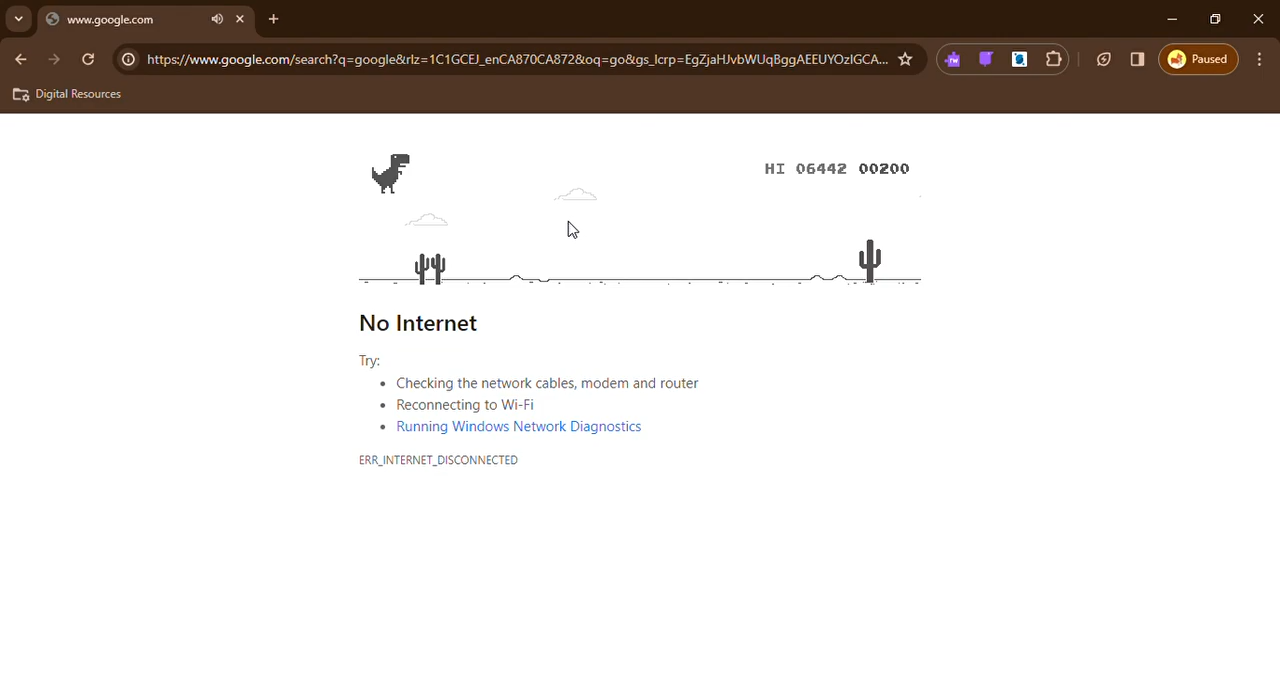 www.google.com
https://www.google.com/search?q=google&rlz=1C1GCEJ_enCA870CA872&oq=go&gs_lcrp=EgZjaHJvbWUqBggAEEUYOzIGCA...
rw
Paused
Digital Resources
HI 06442 00200
No Internet
Try:
• Checking the network cables, modem and router
• Reconnecting to Wi-Fi
• Running Windows Network Diagnostics
ERR_INTERNET_DISCONNECTED